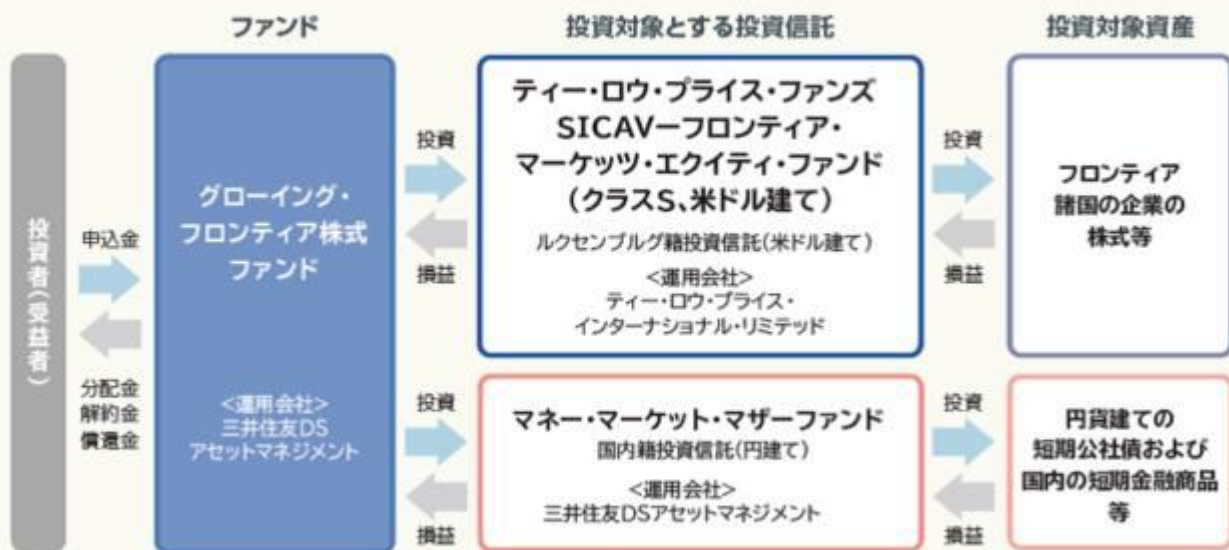 ファンド
投資対象とする投資信託
投資対象資産
投資者(受益者)
申込金
分配金
解約金
償還金
グローイング・
フロンティア株式
ファンド
<運用会社>
三井住友DS
アセットマネジメント
投資
損益
ティー・ロウ・プライス・ファンズ
SICAVーフロンティア・
マーケッツ・エクイティ・ファンド
(クラスS、米ドル建て)
ルクセンブルグ籍投資信託(米ドル建て)
<運用会社>
ティー・ロウ・プライス・
インターナショナル・リミテッド
投資
損益
フロンティア
諸国の企業の
株式等
投資
損益
マネー・マーケット・マザーファンド
国内籍投資信託(円建て)
<運用会社>
三井住友DSアセットマネジメント
投資
損益
円貨建ての
短期公社債および
国内の短期金融商品
等